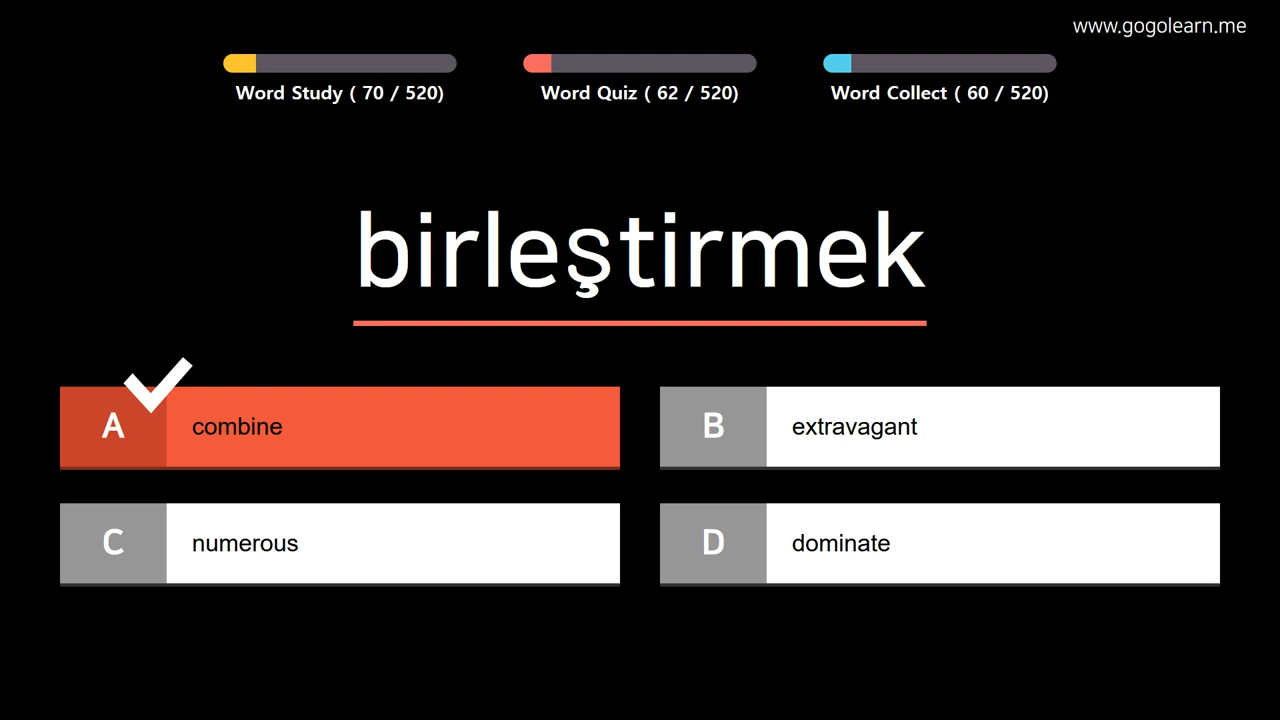 www.gogolearn.me
Word Study ( 70 / 520)
Word Quiz ( 62 / 520)
Word Collect ( 60 / 520)
birleştirmek
A combine
B extravagant
C numerous
D dominate